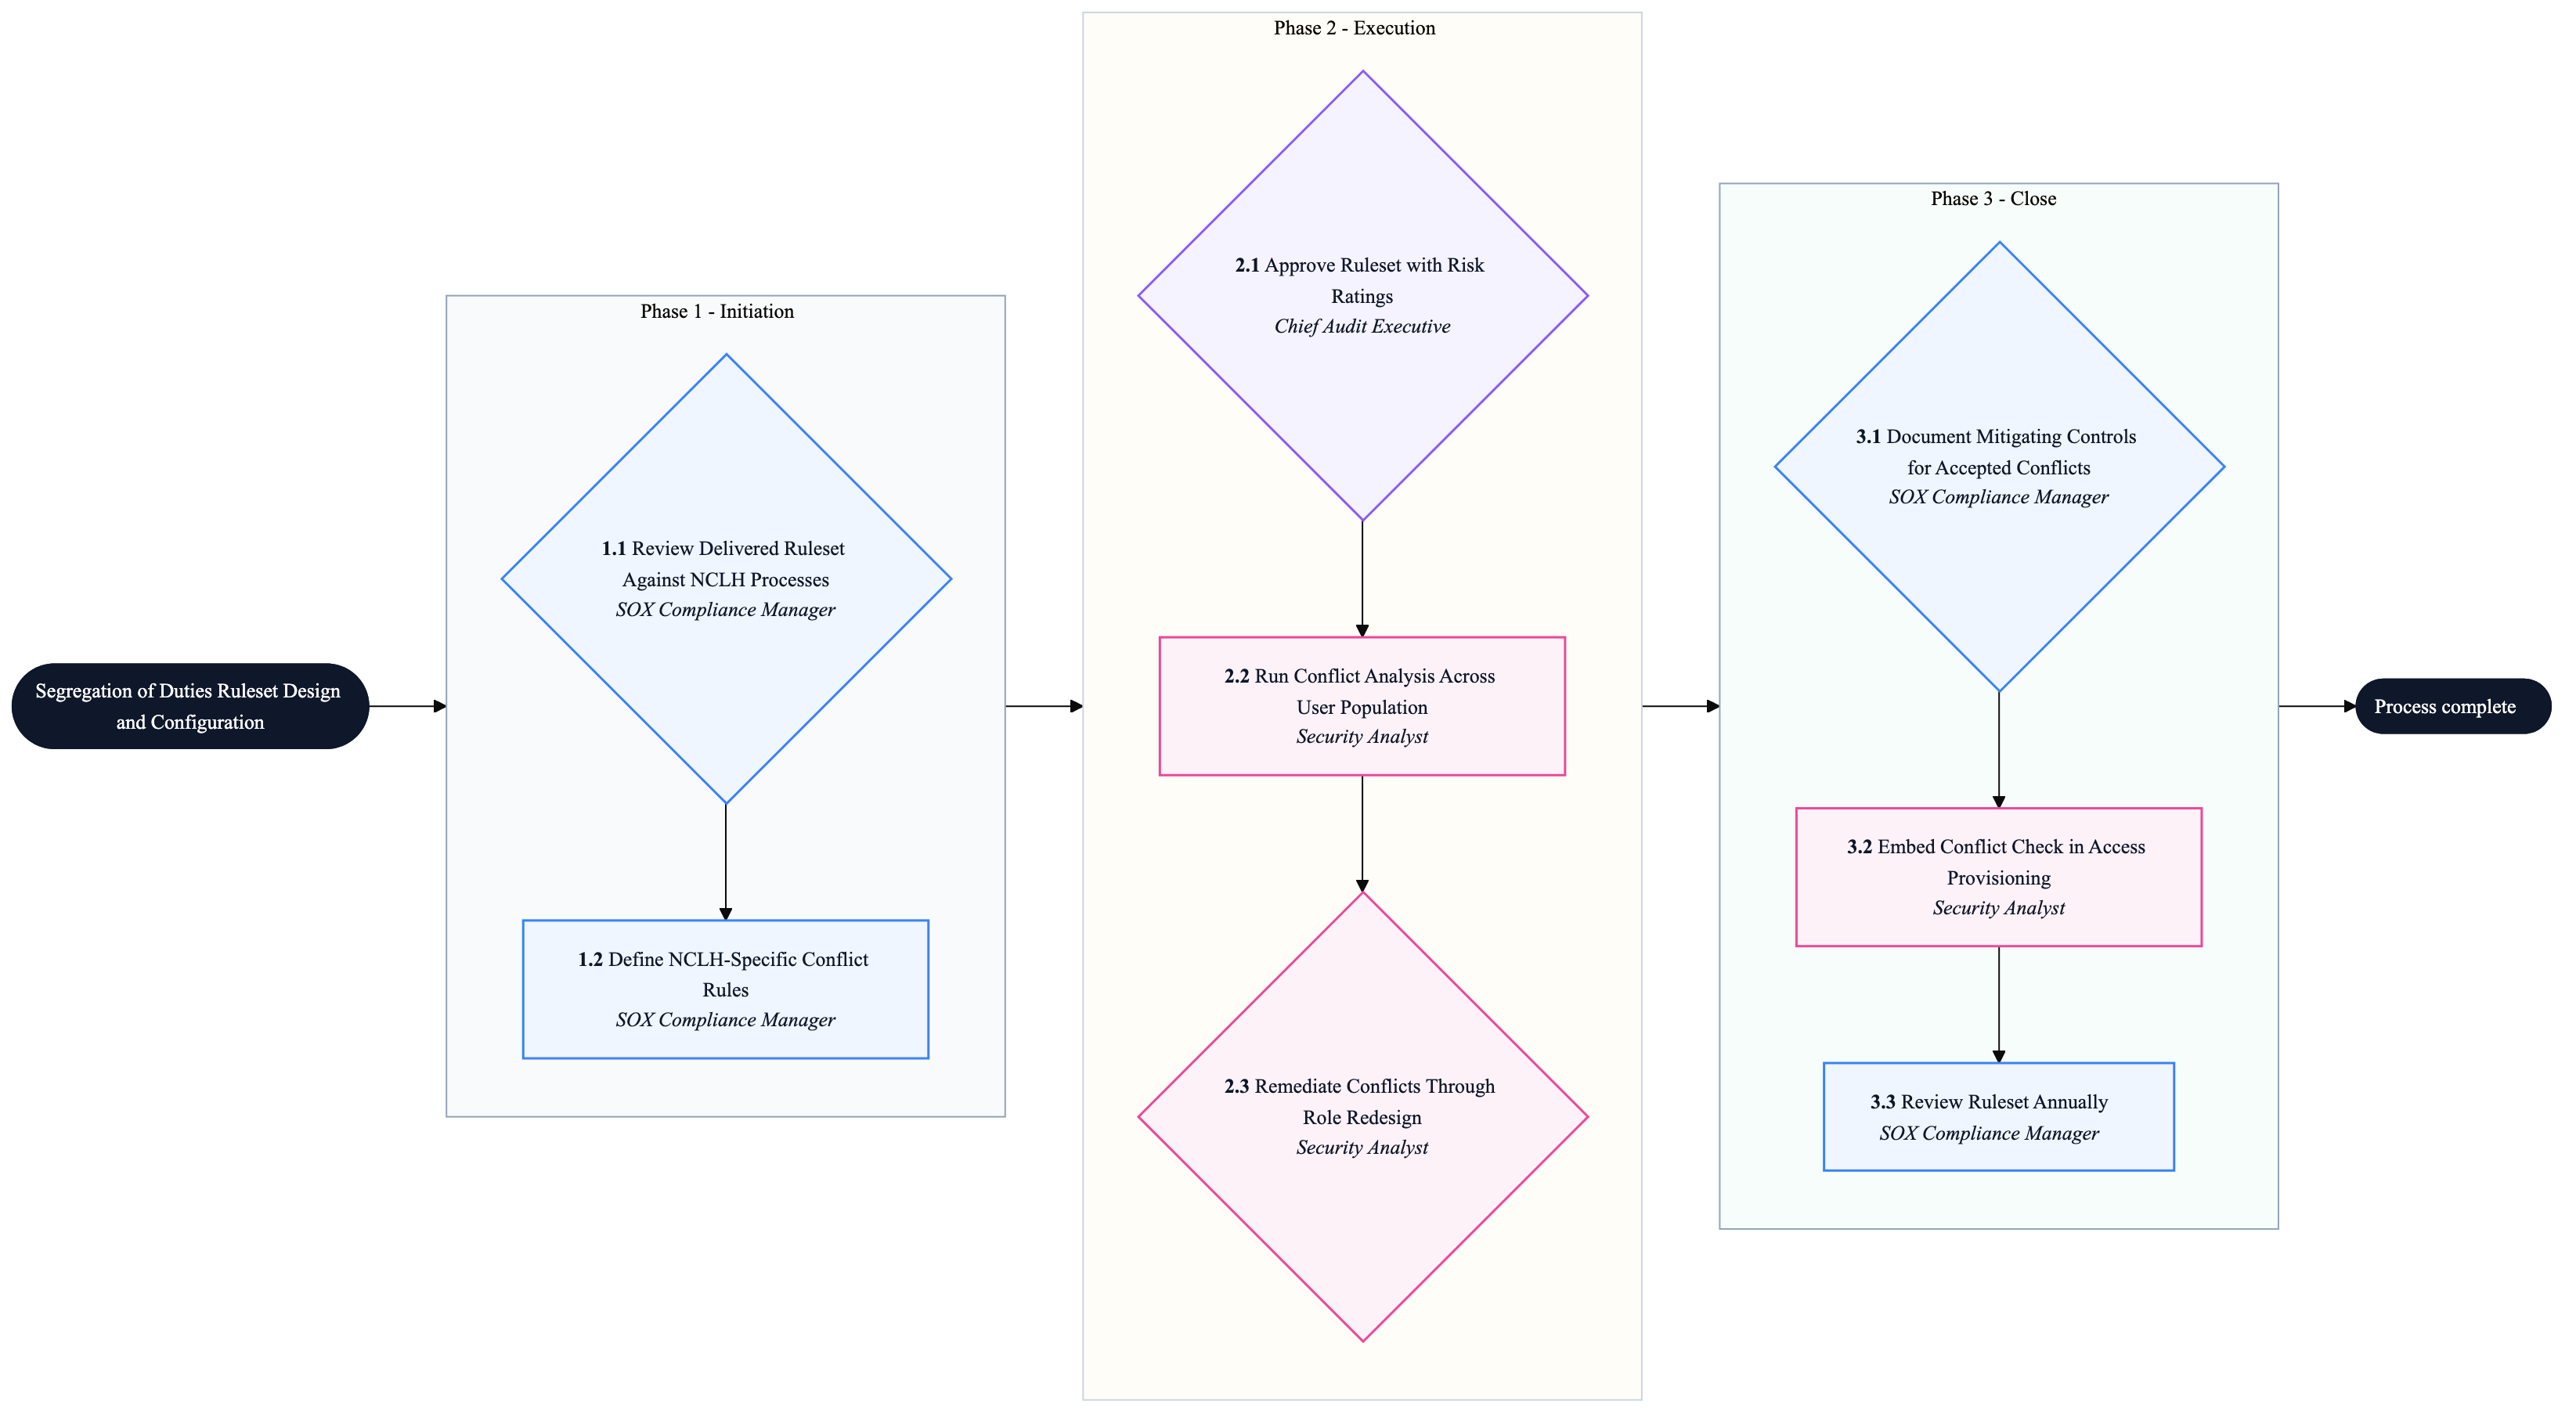 Segregation of Duties Ruleset Design
and Configuration
Phase 1 - Initiation
1.1 Review Delivered Ruleset
Against NCLH Processes
SOX Compliance Manager
1.2 Define NCLH-Specific Conflict
Rules
SOX Compliance Manager
Phase 2 - Execution
2.1 Approve Ruleset with Risk
Ratings
Chief Audit Executive
2.2 Run Conflict Analysis Across
User Population
Security Analyst
2.3 Remediate Conflicts Through
Role Redesign
Security Analyst
Phase 3 - Close
3.1 Document Mitigating Controls
for Accepted Conflicts
SOX Compliance Manager
3.2 Embed Conflict Check in Access
Provisioning
Security Analyst
3.3 Review Ruleset Annually
SOX Compliance Manager
Process complete